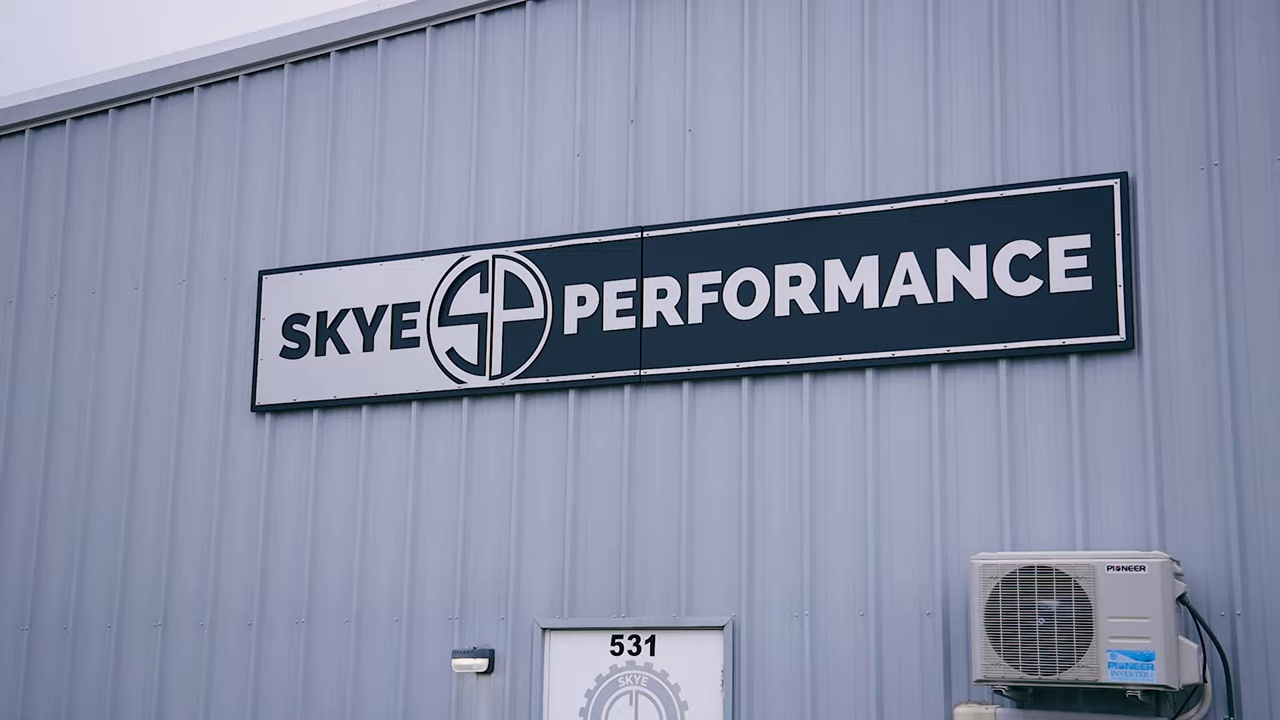 SKYE SP PERFORMANCE
531
SKYE
PIONEER
PIONEER
INVERTER+